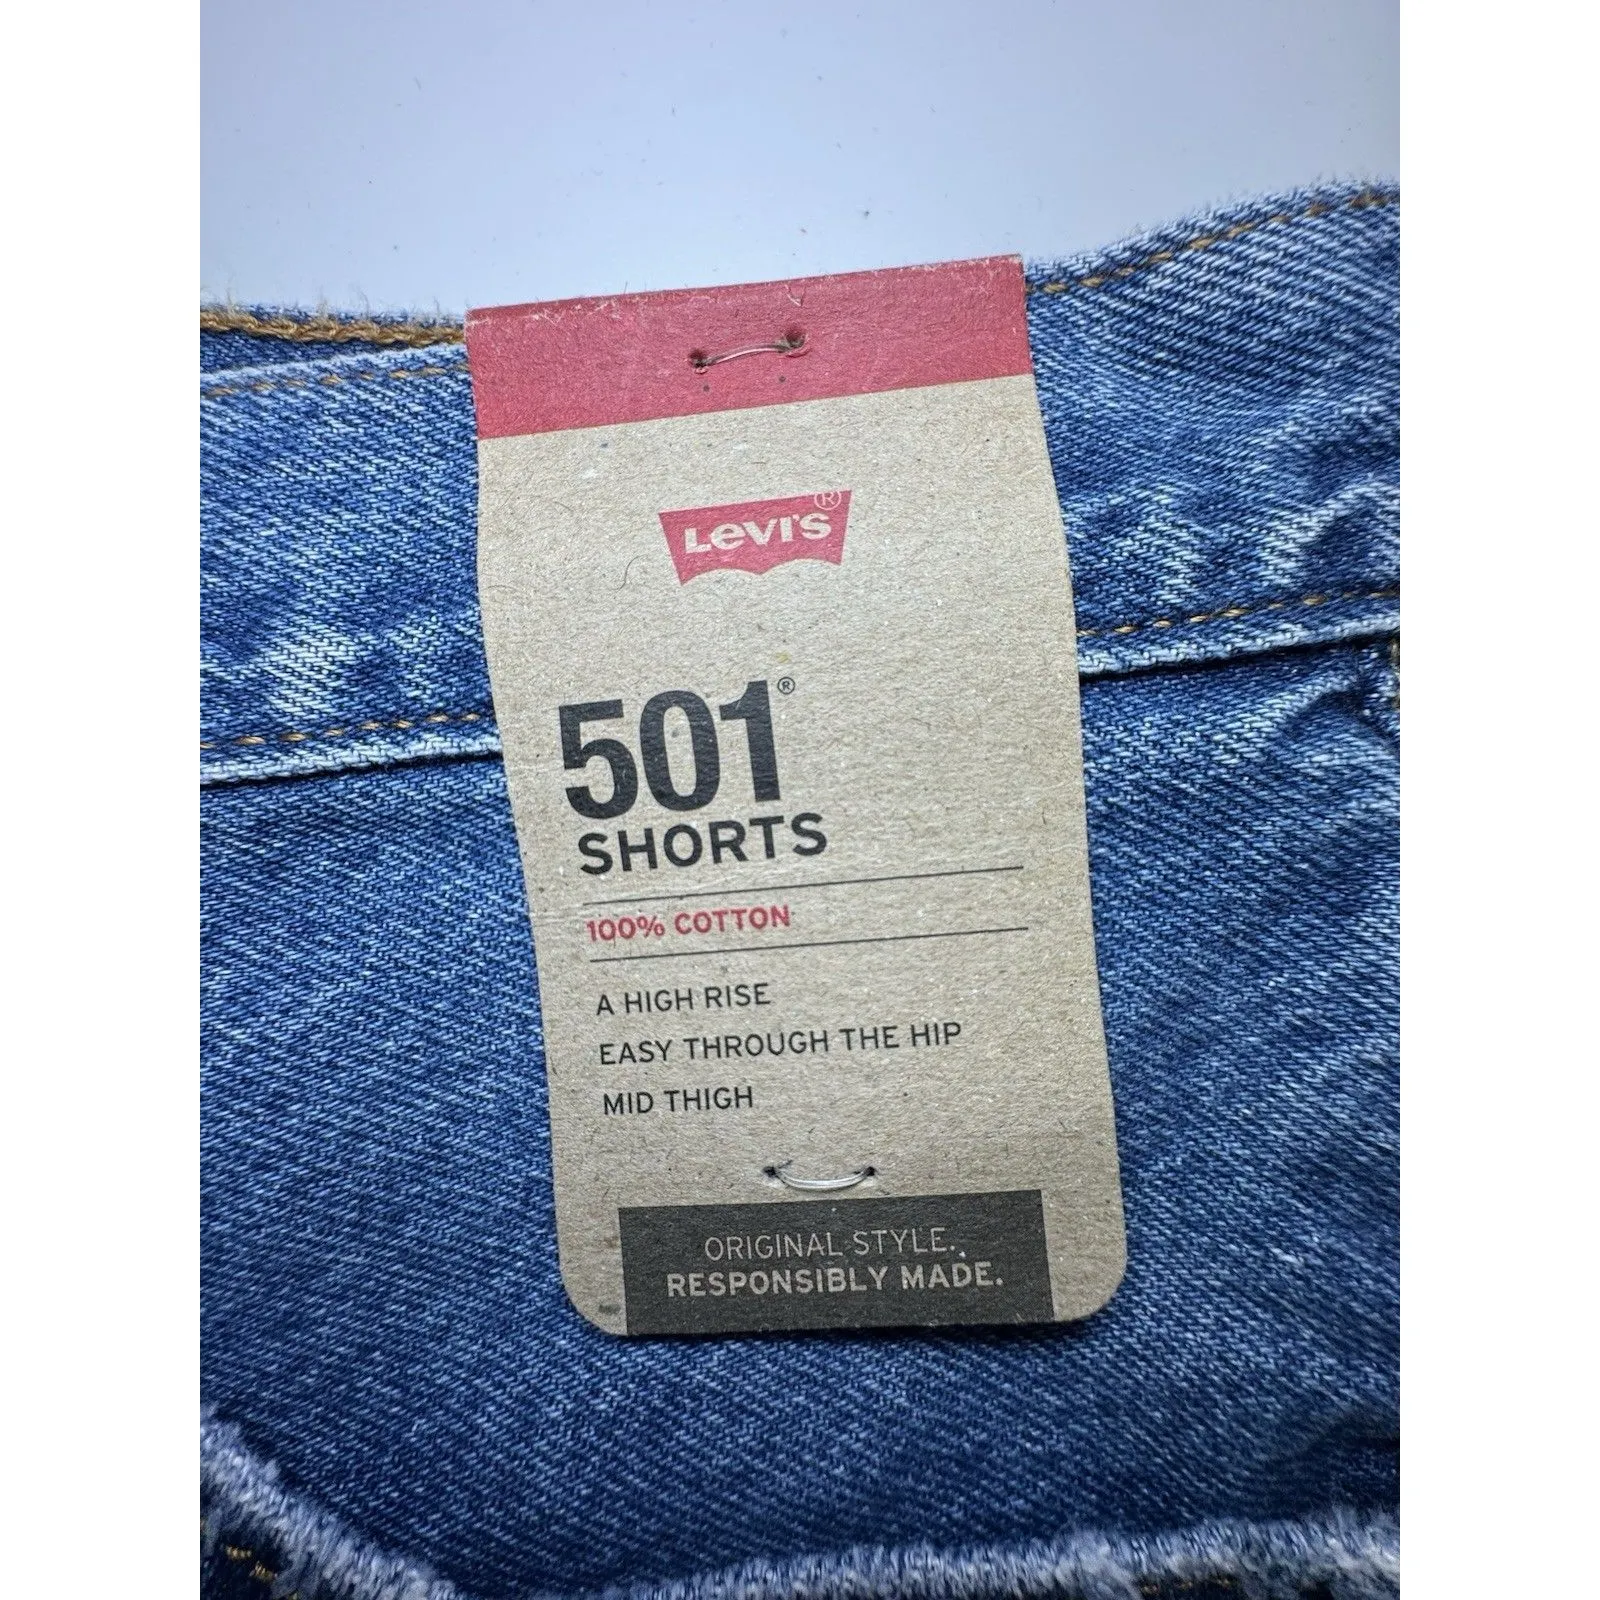 LEVI'S®
501®
SHORTS
100% COTTON
A HIGH RISE
EASY THROUGH THE HIP
MID THIGH
ORIGINAL STYLE.
RESPONSIBLY MADE.